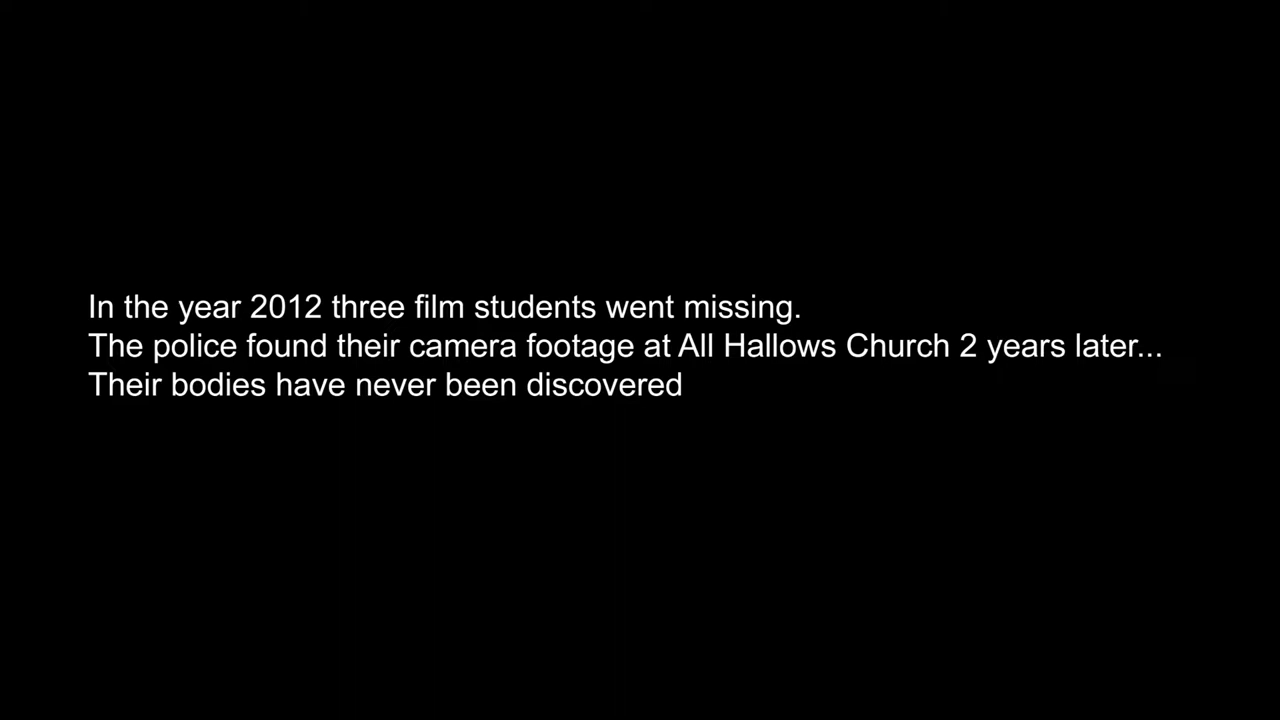 In the year 2012 three film students went missing.
The police found their camera footage at All Hallows Church 2 years later...
Their bodies have never been discovered